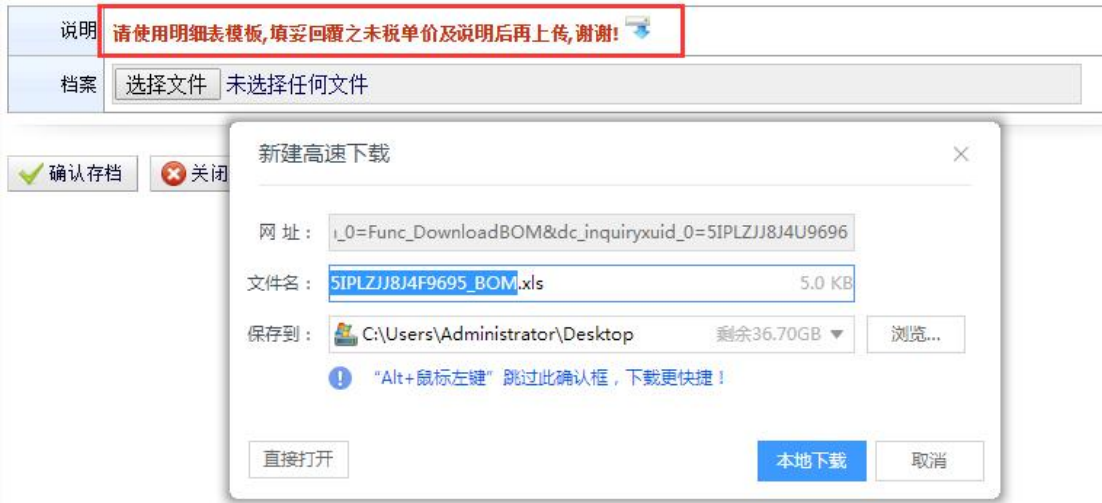 说明 请使用明细表模板,填妥回覆之未税单价及说明后再上传,谢谢!
档案 选择文件 未选择任何文件
确认存档 关闭
新建高速下载
网 址： _0=Func_DownloadBOM&dc_inquiryxuid_0=5IPLZJJ8J4U9696
文件名： 5IPLZJJ8J4F9695_BOM.xls 5.0 KB
保存到： C:\Users\Administrator\Desktop 剩余36.70GB 浏览...
“Alt+鼠标左键”跳过此确认框，下载更快捷！
直接打开 本地下载 取消